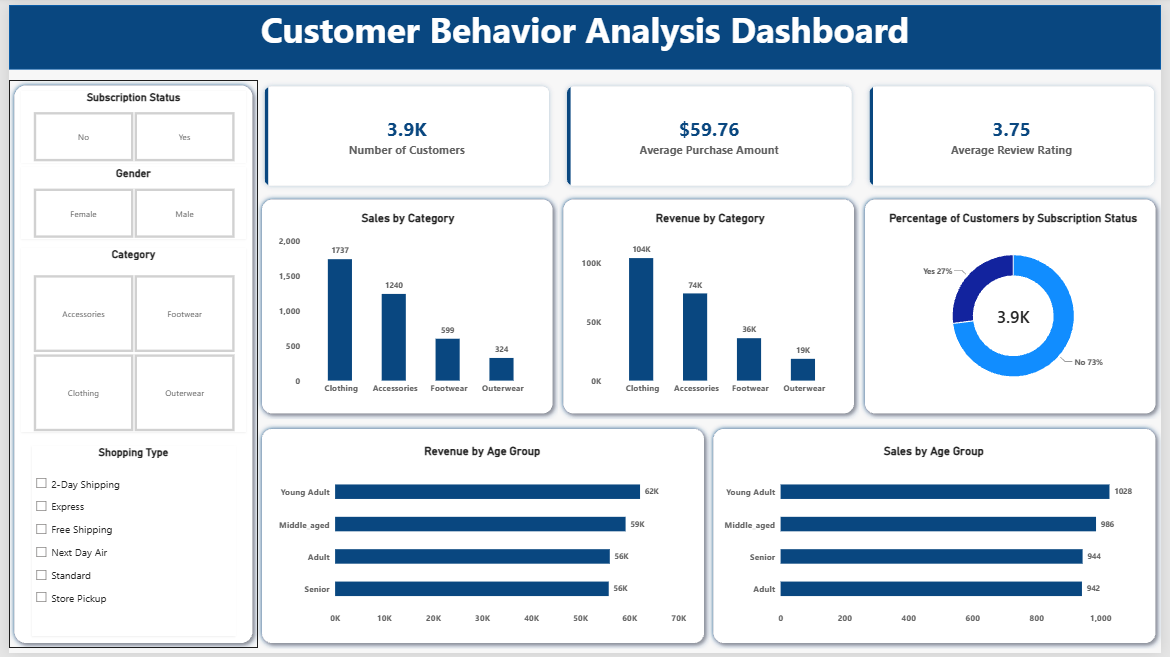 Customer Behavior Analysis Dashboard
Subscription Status
No
Yes
Gender
Female
Male
Category
Accessories
Footwear
Clothing
Outerwear
Shopping Type
2-Day Shipping
Express
Free Shipping
Next Day Air
Standard
Store Pickup
3.9K
Number of Customers
$59.76
Average Purchase Amount
3.75
Average Review Rating
Sales by Category
2,000
1,500
1,000
500
0
1737
1240
599
324
Clothing Accessories Footwear Outerwear
Revenue by Category
100K
50K
0K
104K
74K
36K
19K
Clothing Accessories Footwear Outerwear
Percentage of Customers by Subscription Status
Yes 27%
3.9K
No 73%
Revenue by Age Group
Young Adult 62K
Middle_aged 59K
Adult 56K
Senior 56K
0K 10K 20K 30K 40K 50K 60K 70K
Sales by Age Group
Young Adult 1028
Middle_aged 986
Senior 944
Adult 942
0 200 400 600 800 1,000